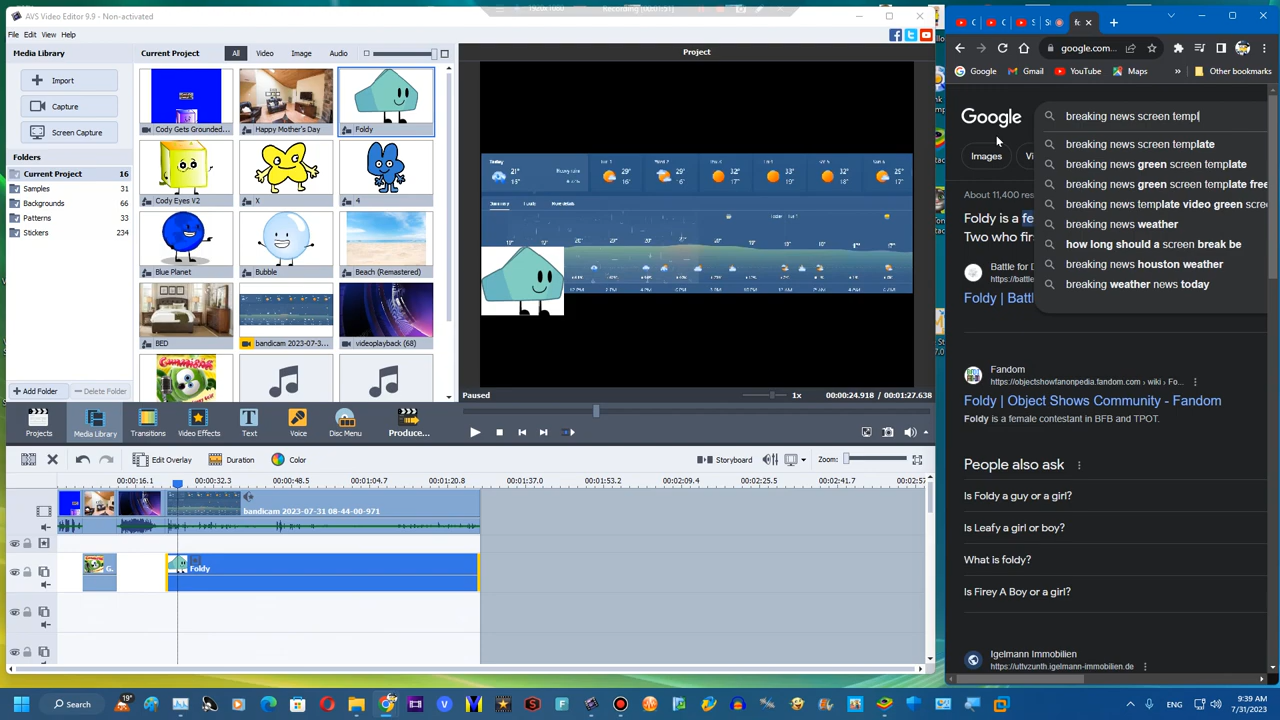 AVS Video Editor 9.9 - Non-activated
File Edit View Help
Media Library
Import
Capture
Screen Capture
Folders
Current Project 16
Samples 31
Backgrounds 66
Patterns 33
Stickers 234
Add Folder
Delete Folder
Current Project
All Video Image Audio
Cody Gets Grounded...
Happy Mother's Day
Foldy
Cody Eyes V2
X
4
Blue Planet
Bubble
Beach (Remastered)
BED
bandicam 2023-07-3...
videoplayback (68)
Project
Paused
1x
00:00:24.918 / 00:01:27.638
Projects
Media Library
Transitions
Video Effects
Text
Voice
Disc Menu
Produce...
Edit Overlay
Duration
Color
Storyboard
Zoom:
00:00:16.1 00:00:32.3 00:00:48.5 00:01:04.7 00:01:20.8 00:01:37.0 00:01:53.2 00:02:09.4 00:02:25.5 00:02:41.7 00:02:57
bandicam 2023-07-31 08-44-00-971
G.
Foldy
google.com...
Google
Gmail
YouTube
Maps
Other bookmarks
Google
breaking news screen templ
Images
Vi
breaking news screen template
breaking news green screen template
breaking news green screen template free
breaking news template video green scre
breaking news weather
how long should a screen break be
breaking news houston weather
breaking weather news today
About 11,400 res
Foldy is a fe
Two who fir
Battle for D
https://battle
Foldy | Batt
Fandom
https://objectshowfanonpedia.fandom.com › wiki › Fo...
Foldy | Object Shows Community - Fandom
Foldy is a female contestant in BFB and TPOT.
People also ask
Is Foldy a guy or a girl?
Is Leafy a girl or boy?
What is foldy?
Is Firey A Boy or a girl?
Igelmann Immobilien
https://uttvzunth.igelmann-immobilien.de
Search
19°
ENG
9:39 AM
7/31/2023